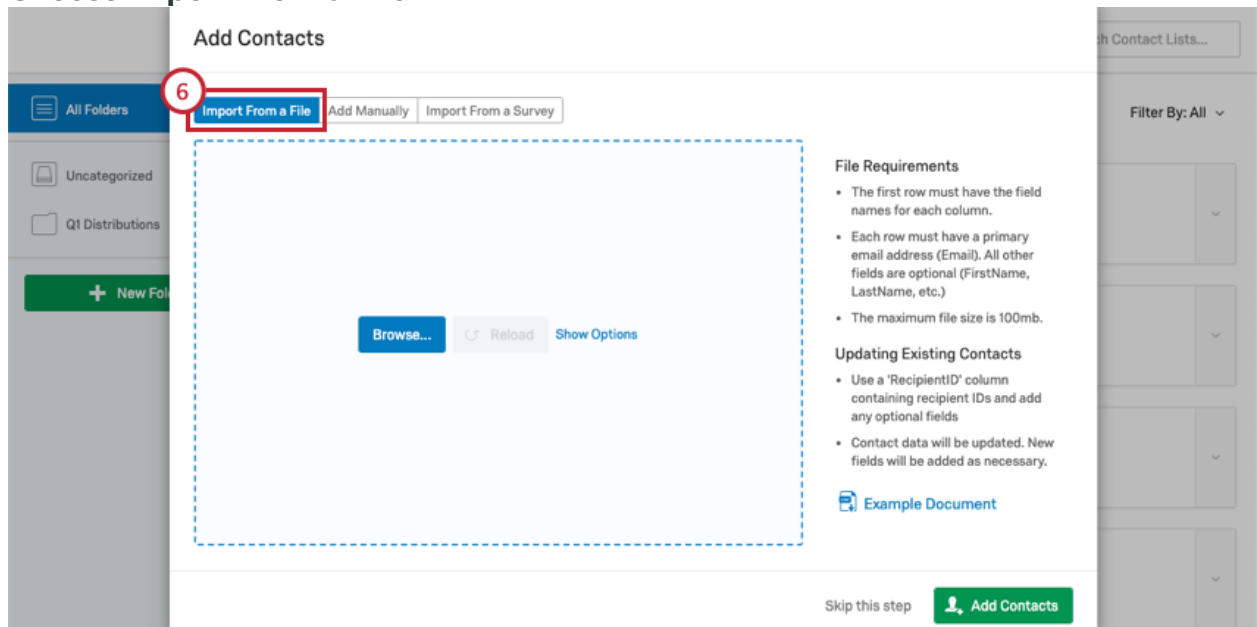 Add Contacts
h Contact Lists...
6
All Folders
Import From a File Add Manually Import From a Survey
Filter By: All
Uncategorized
Q1 Distributions
New Fol
Browse... Reload Show Options
File Requirements
• The first row must have the field
names for each column.
• Each row must have a primary
email address (Email). All other
fields are optional (FirstName,
LastName, etc.)
• The maximum file size is 100mb.
Updating Existing Contacts
• Use a 'RecipientID' column
containing recipient IDs and add
any optional fields
• Contact data will be updated. New
fields will be added as necessary.
Example Document
Skip this step Add Contacts